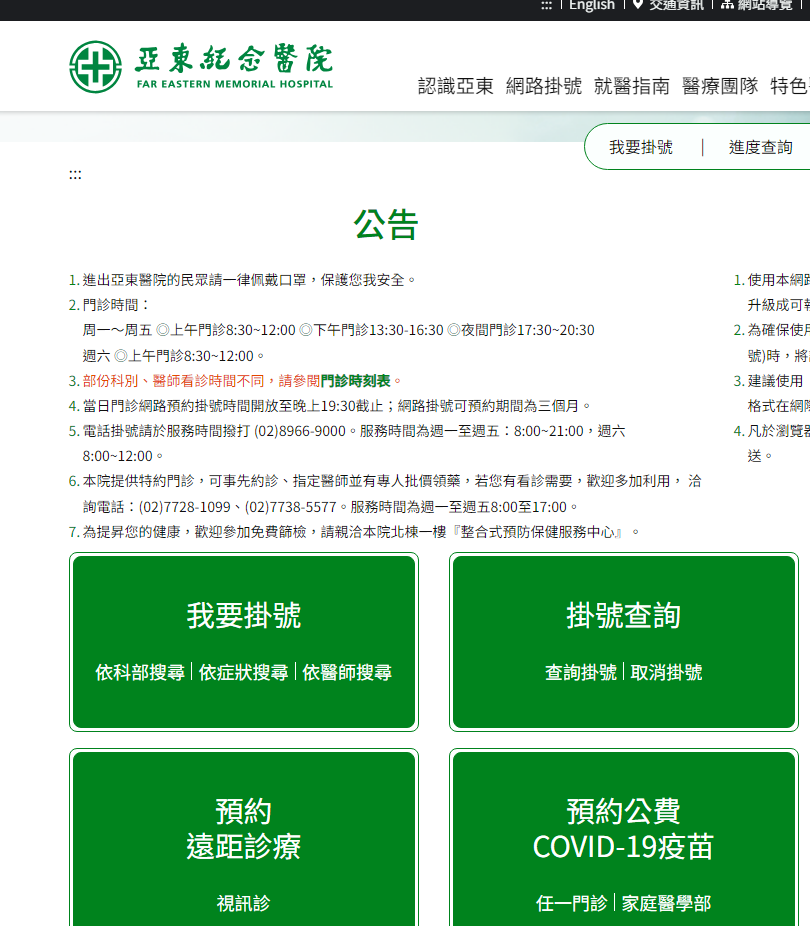 ::: English 交通資訊 網站導覽
亞東紀念醫院
FAR EASTERN MEMORIAL HOSPITAL
認識亞東 網路掛號 就醫指南 醫療團隊 特色
我要掛號 | 進度查詢
:::
公告
1. 進出亞東醫院的民眾請一律佩戴口罩，保護您我安全。
2. 門診時間：
周一～周五 ◎上午門診8:30~12:00 ◎下午門診13:30-16:30 ◎夜間門診17:30~20:30
週六 ◎上午門診8:30~12:00。
3. 部份科別、醫師看診時間不同，請參閱門診時刻表。
4. 當日門診網路預約掛號時間開放至晚上19:30截止；網路掛號可預約期間為三個月。
5. 電話掛號請於服務時間撥打 (02)8966-9000。服務時間為週一至週五：8:00~21:00，週六
8:00~12:00。
6. 本院提供特約門診，可事先約診、指定醫師並有專人批價領藥，若您有看診需要，歡迎多加利用， 洽
詢電話：(02)7728-1099、(02)7738-5577。服務時間為週一至週五8:00至17:00。
7. 為提昇您的健康，歡迎參加免費篩檢，請親洽本院北棟一樓『整合式預防保健服務中心』。
1. 使用本網
升級成可
2. 為確保使
號)時，將
3. 建議使用
格式在網
4. 凡於瀏覽
送。
我要掛號
依科部搜尋 | 依症狀搜尋 | 依醫師搜尋
掛號查詢
查詢掛號 | 取消掛號
預約
遠距診療
視訊診
預約公費
COVID-19疫苗
任一門診 | 家庭醫學部